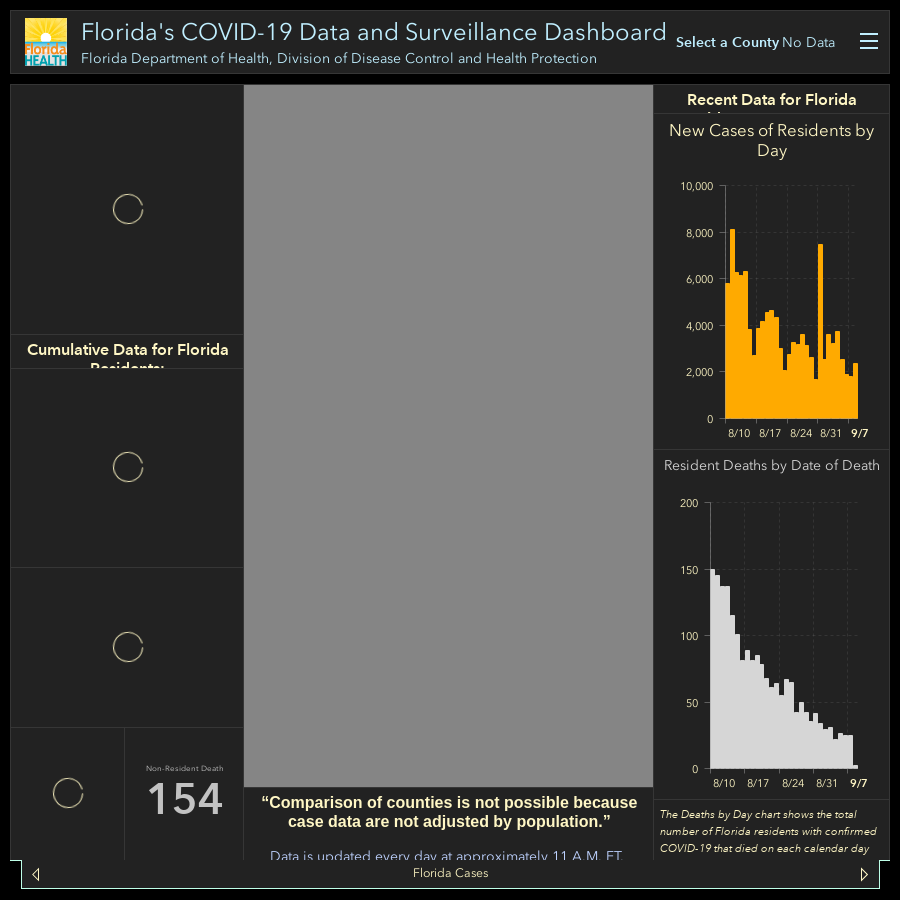 Florida's COVID-19 Data and Surveillance Dashboard
Florida Department of Health, Division of Disease Control and Health Protection
Select a County No Data
Florida
HEALTH
Cumulative Data for Florida
Residents:
Non-Resident Death
154
“Comparison of counties is not possible because
case data are not adjusted by population.”
Data is updated every day at approximately 11 A.M. ET.
Recent Data for Florida
New Cases of Residents by
Day
10,000
8,000
6,000
4,000
2,000
0
8/10 8/17 8/24 8/31 9/7
Resident Deaths by Date of Death
200
150
100
50
0
8/10 8/17 8/24 8/31 9/7
The Deaths by Day chart shows the total
number of Florida residents with confirmed
COVID-19 that died on each calendar day
Florida Cases